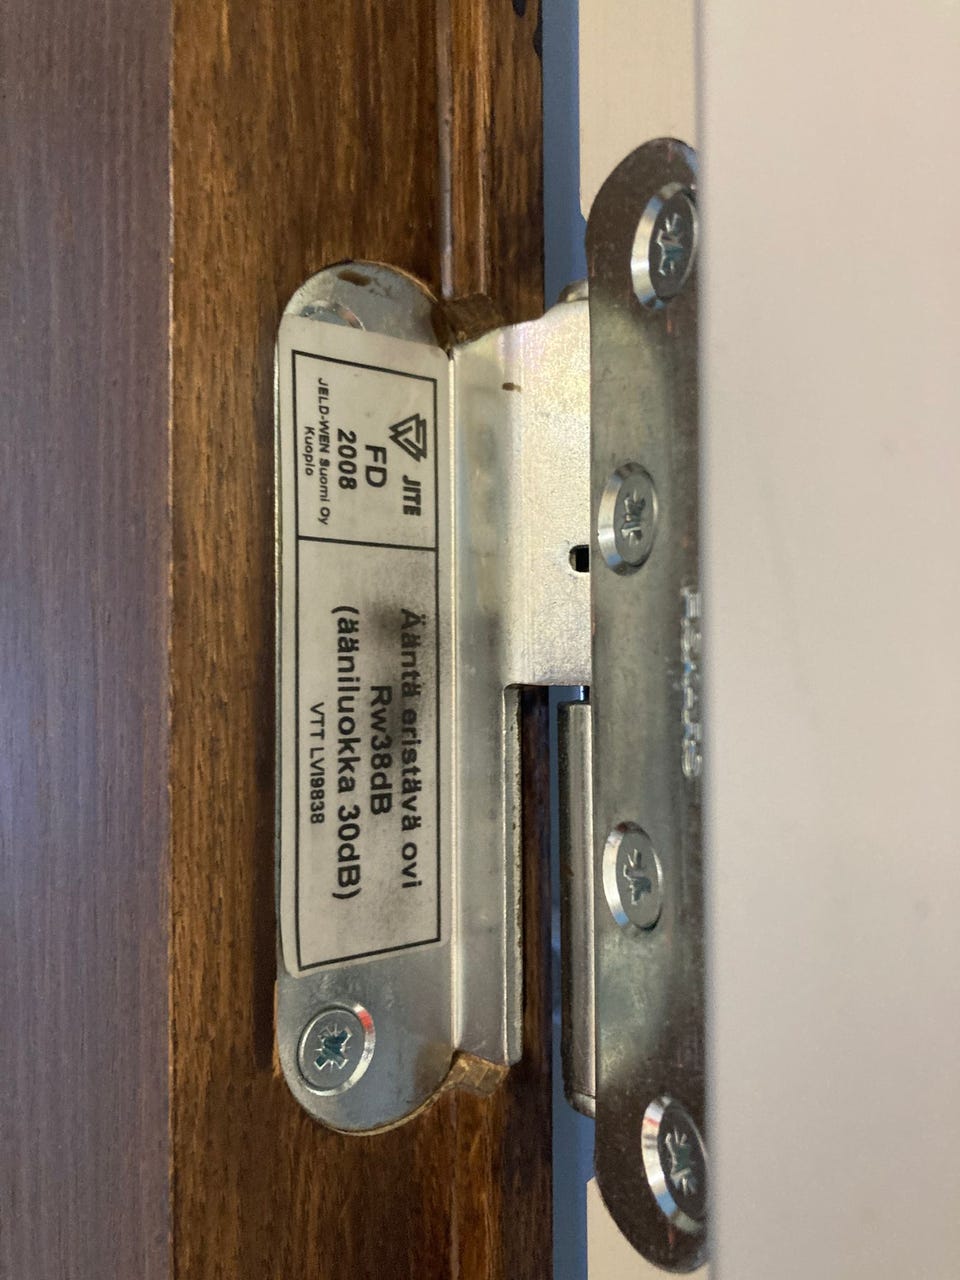 JITE
FD
2008
JELD-WEN Suomi Oy
Kuopio
Ääntä eristävä ovi
Rw38dB
(ääniluokka 30dB)
VTT LVI9838